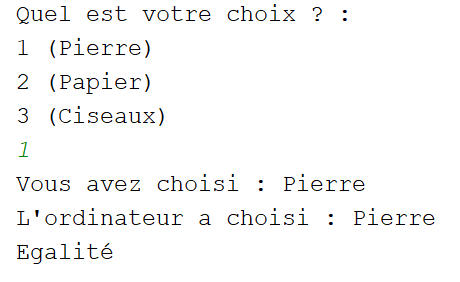 Quel est votre choix ? :
1 (Pierre)
2 (Papier)
3 (Ciseaux)
1
Vous avez choisi : Pierre
L'ordinateur a choisi : Pierre
Egalité